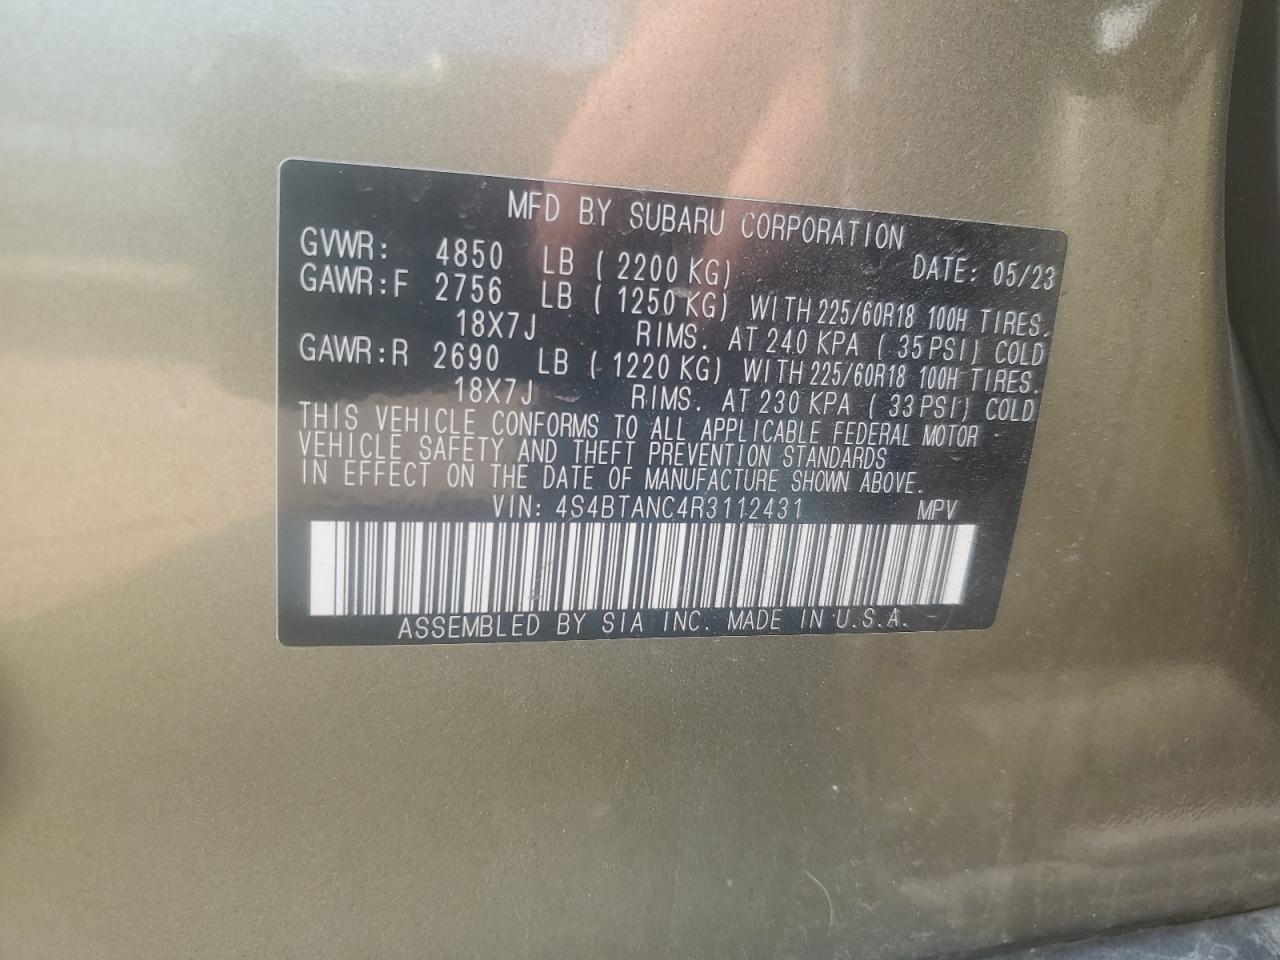 MFD BY SUBARU CORPORATION
GVWR: 4850 LB (2200 KG) DATE: 05/23
GAWR:F 2756 LB (1250 KG) WITH 225/60R18 100H TIRES.
18X7J RIMS. AT 240 KPA (35PSI) COLD
GAWR:R 2690 LB (1220 KG) WITH 225/60R18 100H TIRES.
18X7J RIMS. AT 230 KPA (33PSI) COLD
THIS VEHICLE CONFORMS TO ALL APPLICABLE FEDERAL MOTOR
VEHICLE SAFETY AND THEFT PREVENTION STANDARDS
IN EFFECT ON THE DATE OF MANUFACTURE SHOWN ABOVE.
VIN: 4S4BTANC4R3112431 MPV
ASSEMBLED BY SIA INC. MADE IN U.S.A.